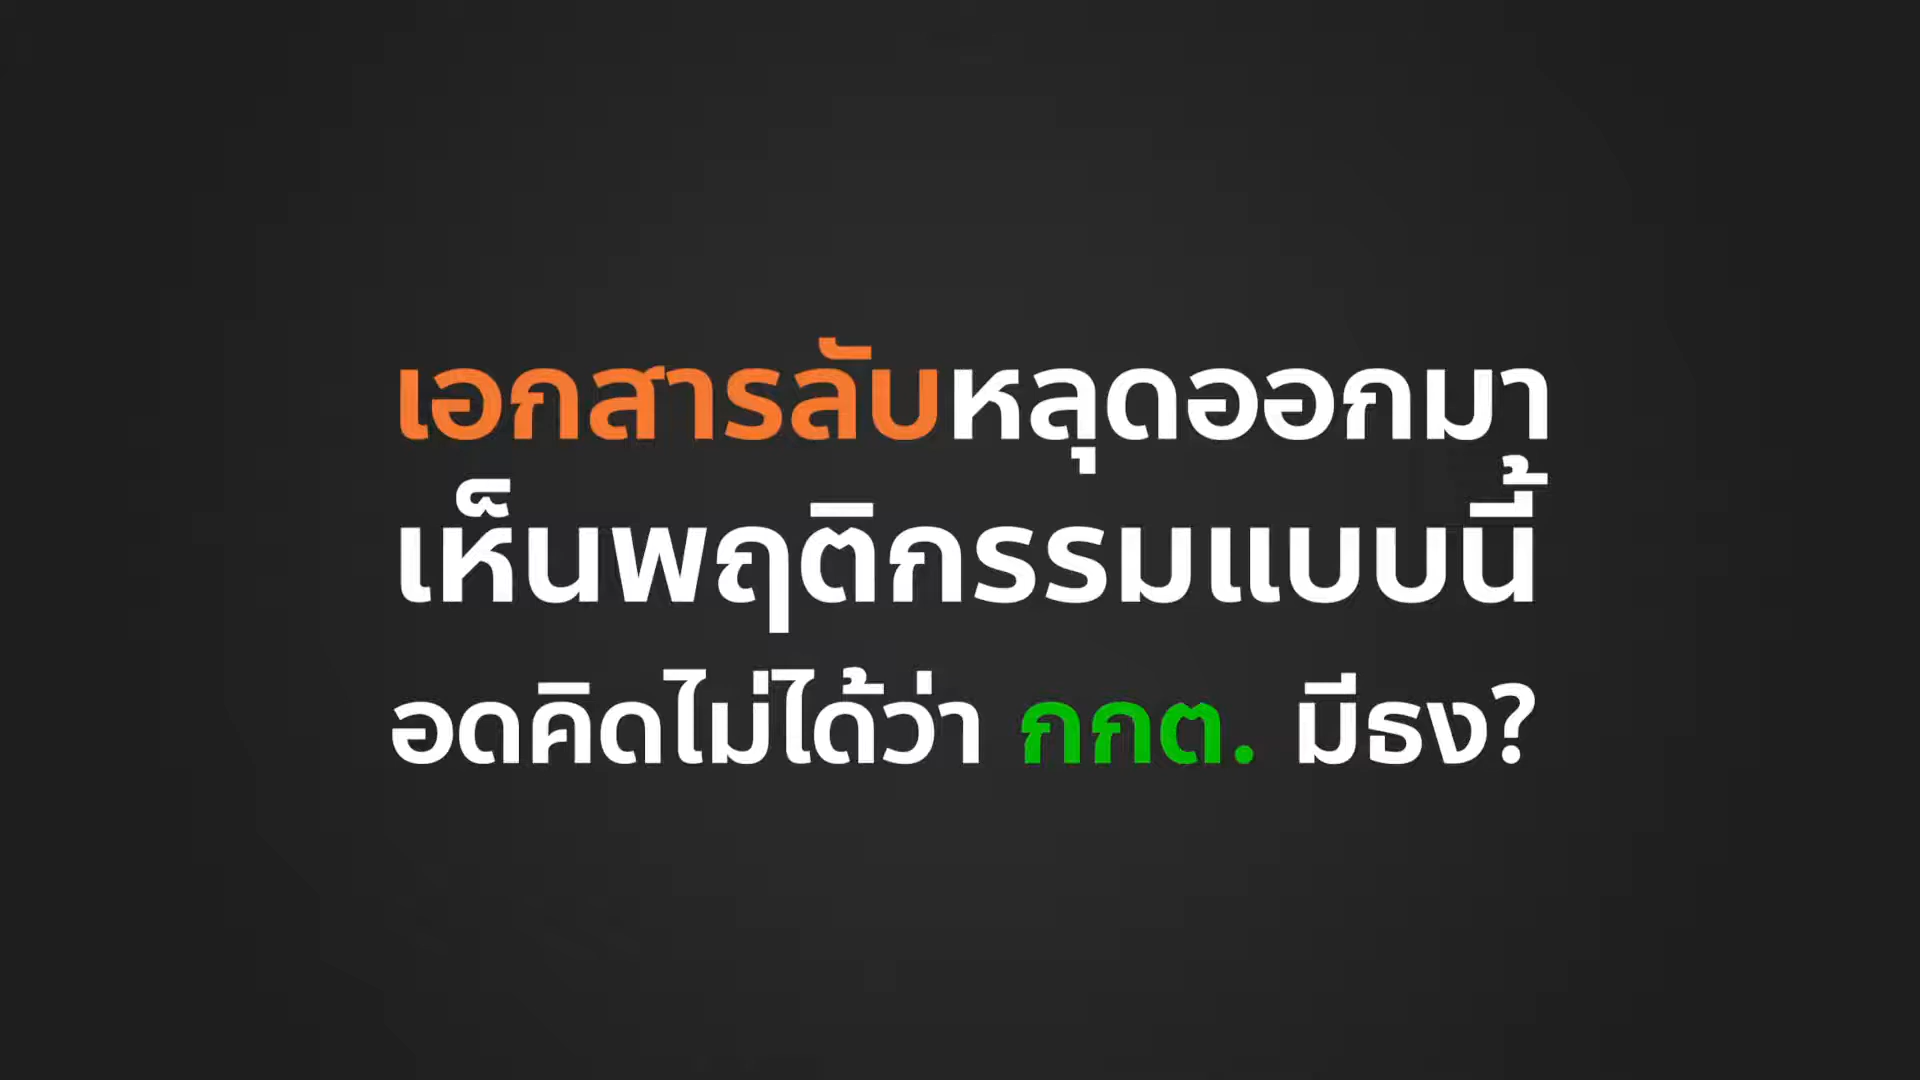 เอกสารลับหลุดออกมา
เห็นพฤติกรรมแบบนี้
อดคิดไม่ได้ว่า กกต. มีธง?